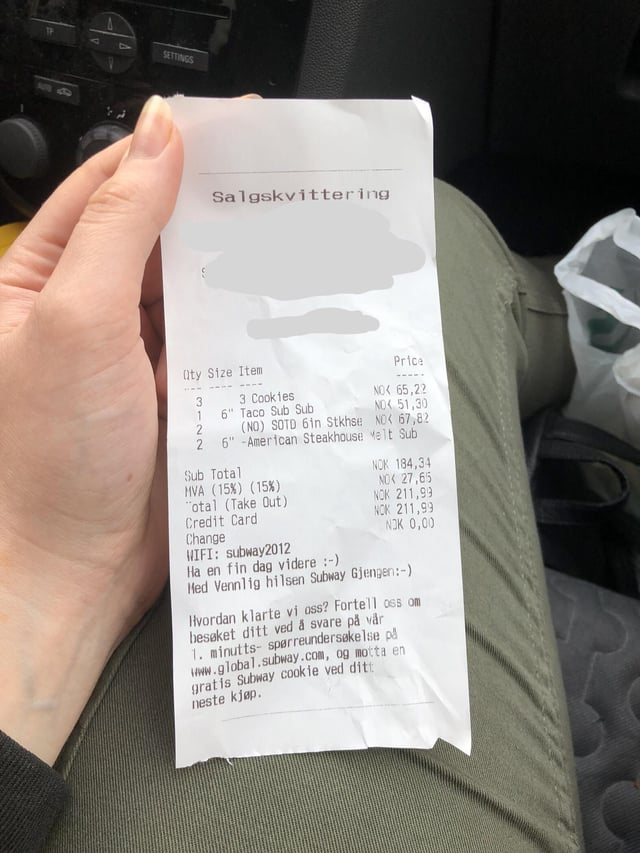 TP
SETTINGS
AUTO
Salgskvittering
Qty Size Item Price
--- ---- ---- -----
3 3 Cookies NOK 65,22
1 6" Taco Sub Sub NOK 51,30
2 (NO) SOTD 6in Stkhse NOK 67,82
2 6" -American Steakhouse Melt Sub
Sub Total NOK 184,34
MVA (15%) (15%) NOK 27,65
Total (Take Out) NOK 211,99
Credit Card NOK 211,99
Change NOK 0,00
WIFI: subway2012
Ha en fin dag videre :-)
Med Vennlig hilsen Subway Gjengen:-)
Hvordan klarte vi oss? Fortell oss om
besøket ditt ved å svare på vår
1. minutts- spørreundersøkelse på
www.global.subway.com, og motta en
gratis Subway cookie ved ditt
neste kjøp.